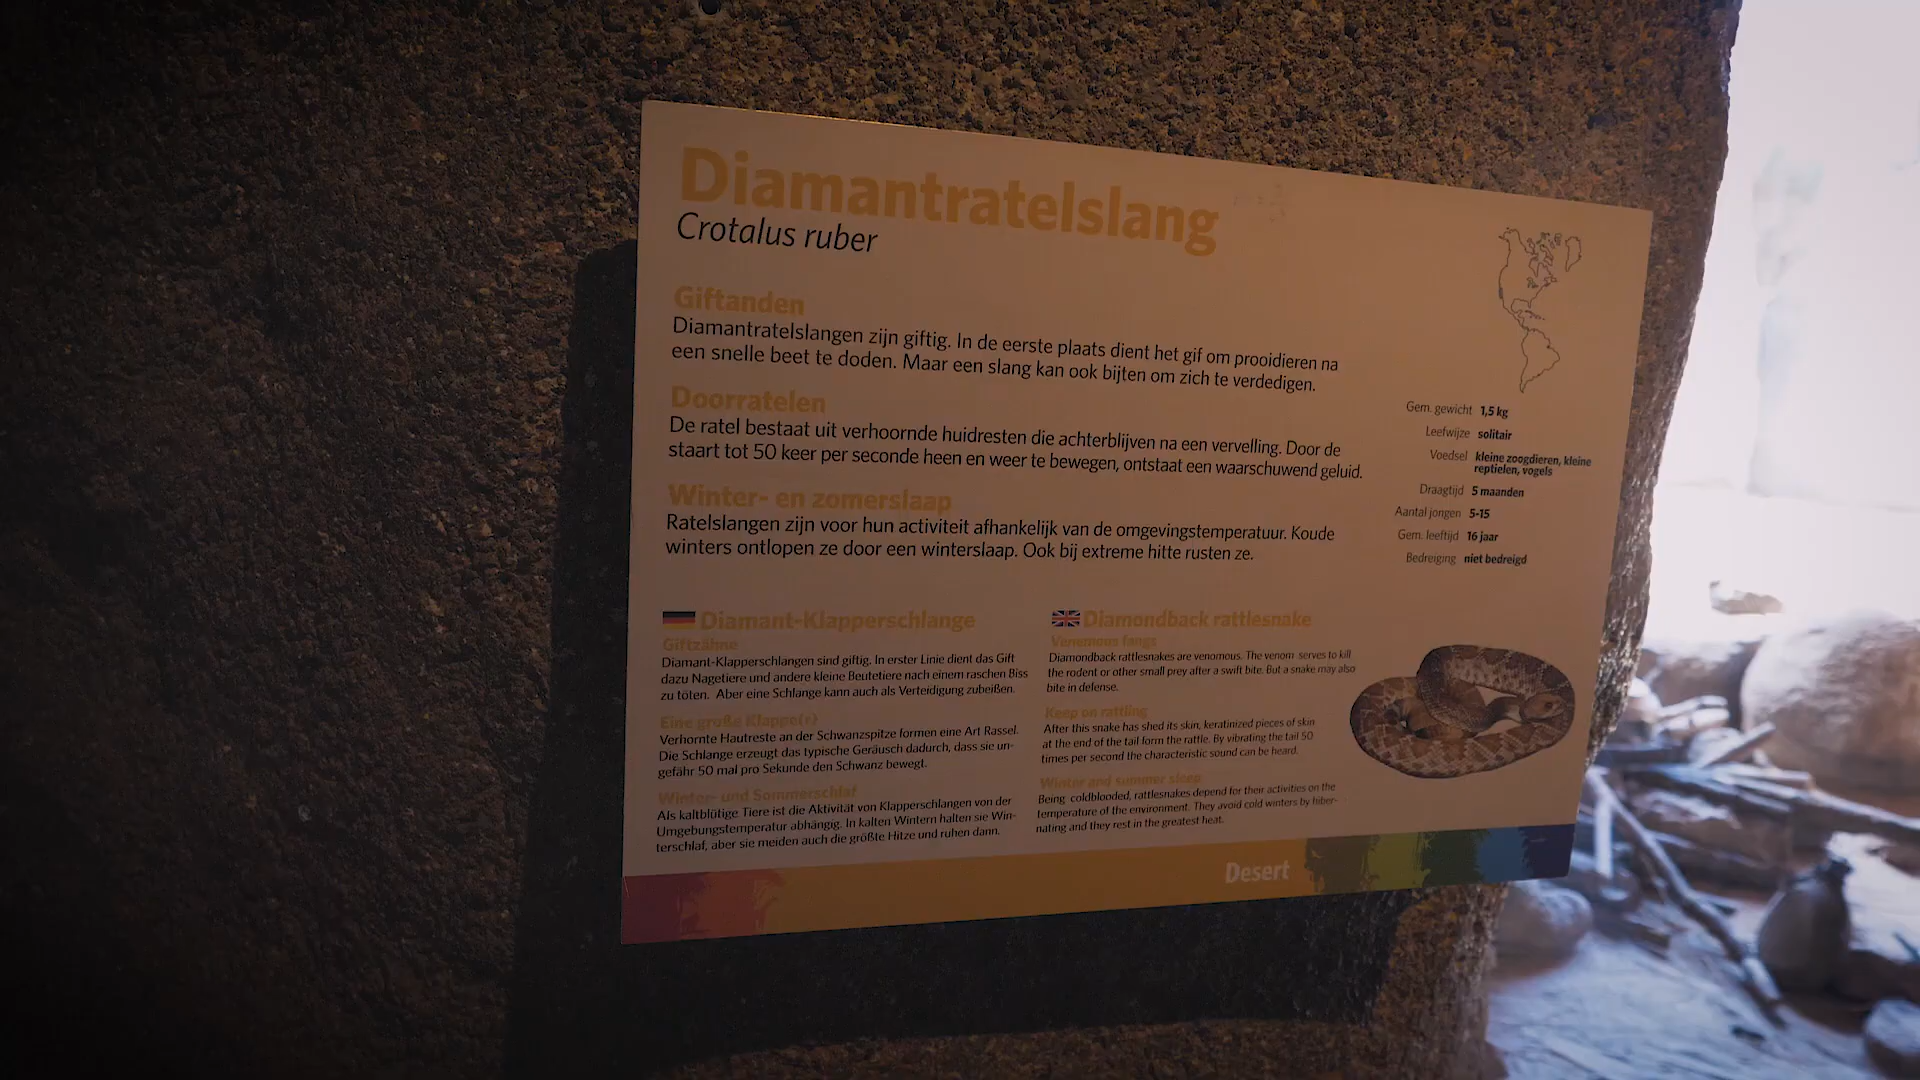 Diamantratelslang
Crotalus ruber
Giftanden
Diamantratelslangen zijn giftig. In de eerste plaats dient het gif om prooidieren na
een snelle beet te doden. Maar een slang kan ook bijten om zich te verdedigen.
Doorratelen
De ratel bestaat uit verhoornde huidresten die achterblijven na een vervelling. Door de
staart tot 50 keer per seconde heen en weer te bewegen, ontstaat een waarschuwend geluid.
Winter- en zomerslaap
Ratelslangen zijn voor hun activiteit afhankelijk van de omgevingstemperatuur. Koude
winters ontlopen ze door een winterslaap. Ook bij extreme hitte rusten ze.
Gem. gewicht 1,5 kg
Leefwijze solitair
Voedsel kleine zoogdieren, kleine
reptielen, vogels
Draagtijd 5 maanden
Aantal jongen 5-15
Gem. leeftijd 16 jaar
Bedreiging niet bedreigd
Diamant-Klapperschlange
Giftzähne
Diamant-Klapperschlangen sind giftig. In erster Linie dient das Gift
dazu Nagetiere und andere kleine Beutetiere nach einem raschen Biss
zu töten. Aber eine Schlange kann auch als Verteidigung zubeißen.
Eine große Klappe(r)
Verhornte Hautreste an der Schwanzspitze formen eine Art Rassel.
Die Schlange erzeugt das typische Geräusch dadurch, dass sie un-
gefähr 50 mal pro Sekunde den Schwanz bewegt.
Winter- und Sommerschlaf
Als kaltblütige Tiere ist die Aktivität von Klapperschlangen von der
Umgebungstemperatur abhängig. In kalten Wintern halten sie Win-
terschlaf, aber sie meiden auch die größte Hitze und ruhen dann.
Diamondback rattlesnake
Venemous fangs
Diamondback rattlesnakes are venomous. The venom serves to kill
the rodent or other small prey after a swift bite. But a snake may also
bite in defense.
Keep on rattling
After this snake has shed its skin, keratinized pieces of skin
at the end of the tail form the rattle. By vibrating the tail 50
times per second the characteristic sound can be heard.
Winter and summer sleep
Being coldblooded, rattlesnakes depend for their activities on the
temperature of the environment. They avoid cold winters by hiber-
nating and they rest in the greatest heat.
Desert